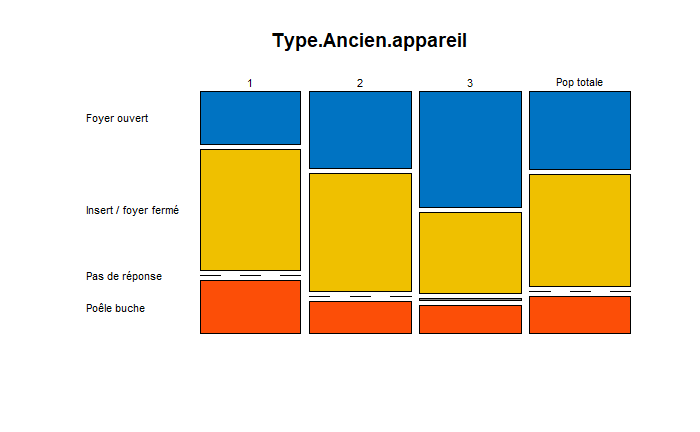 Type.Ancien.appareil
1 2 3 Pop totale
Foyer ouvert
Insert / foyer fermé
Pas de réponse
Poêle buche